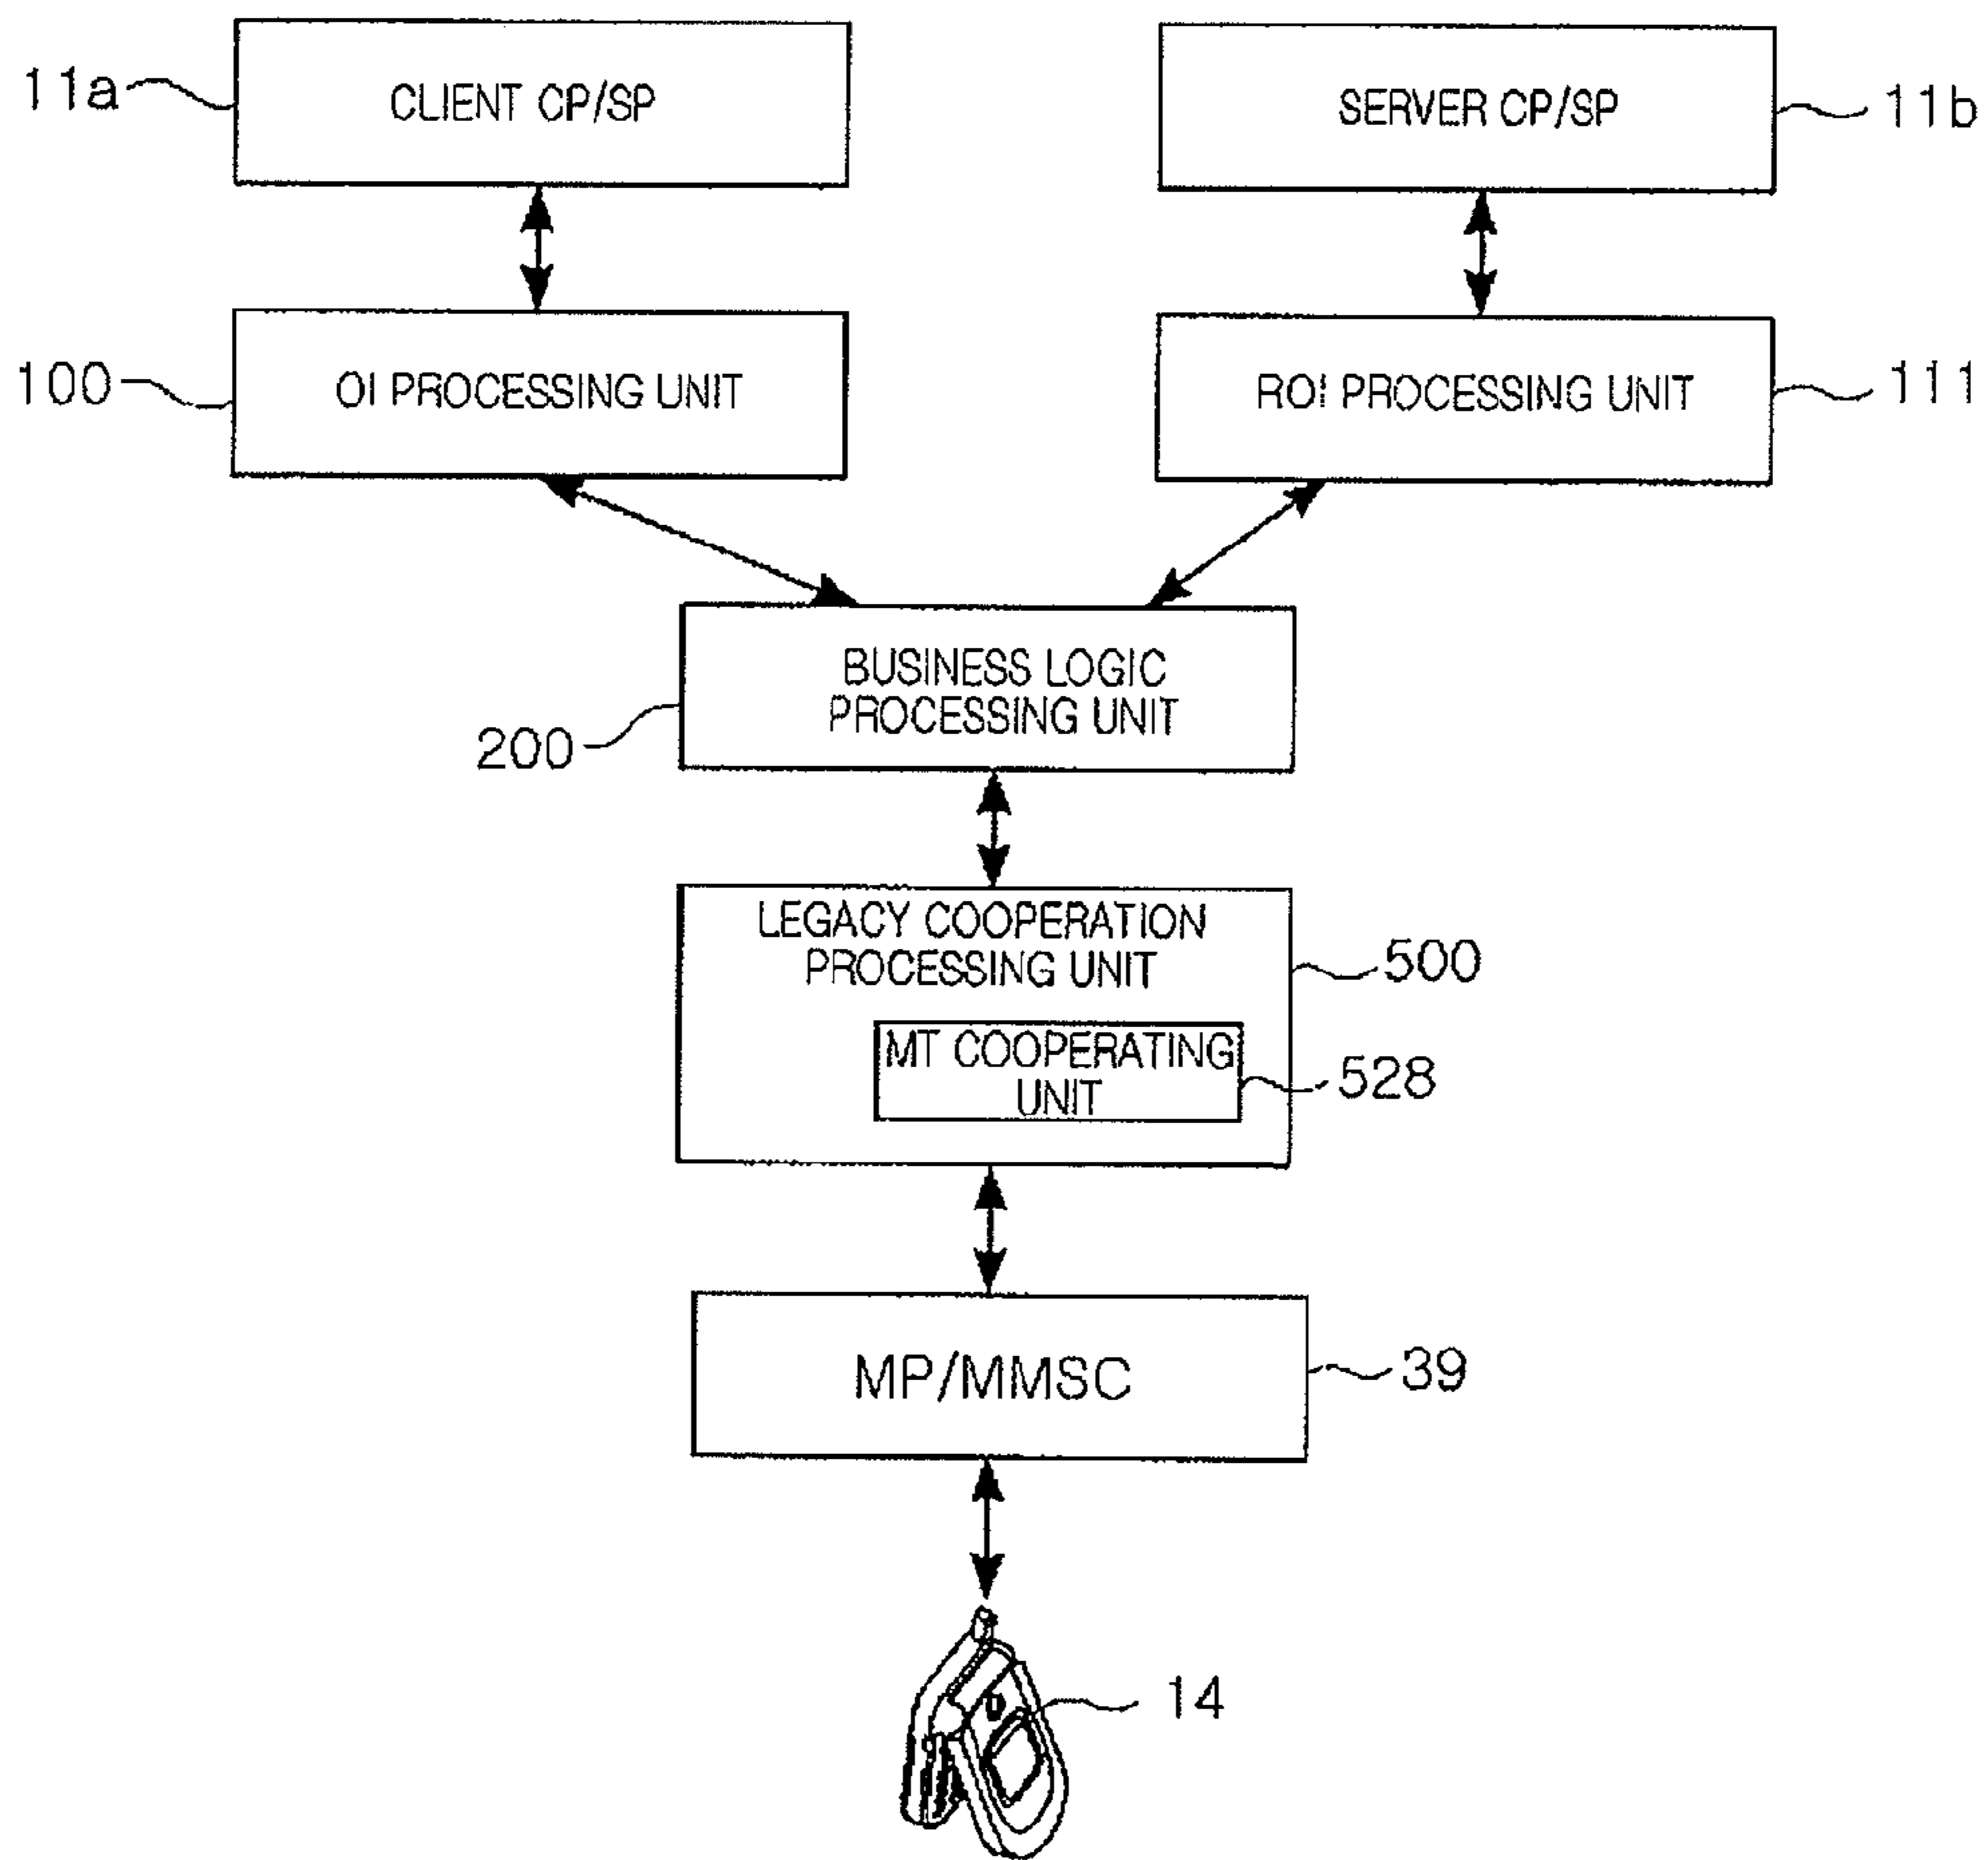 11a
CLIENT CP/SP
SERVER CP/SP
11b
100
OI PROCESSING UNIT
ROI PROCESSING UNIT
111
BUSINESS LOGIC
PROCESSING UNIT
200
LEGACY COOPERATION
PROCESSING UNIT
500
MT COOPERATING
UNIT
528
MP/MMSC
39
14